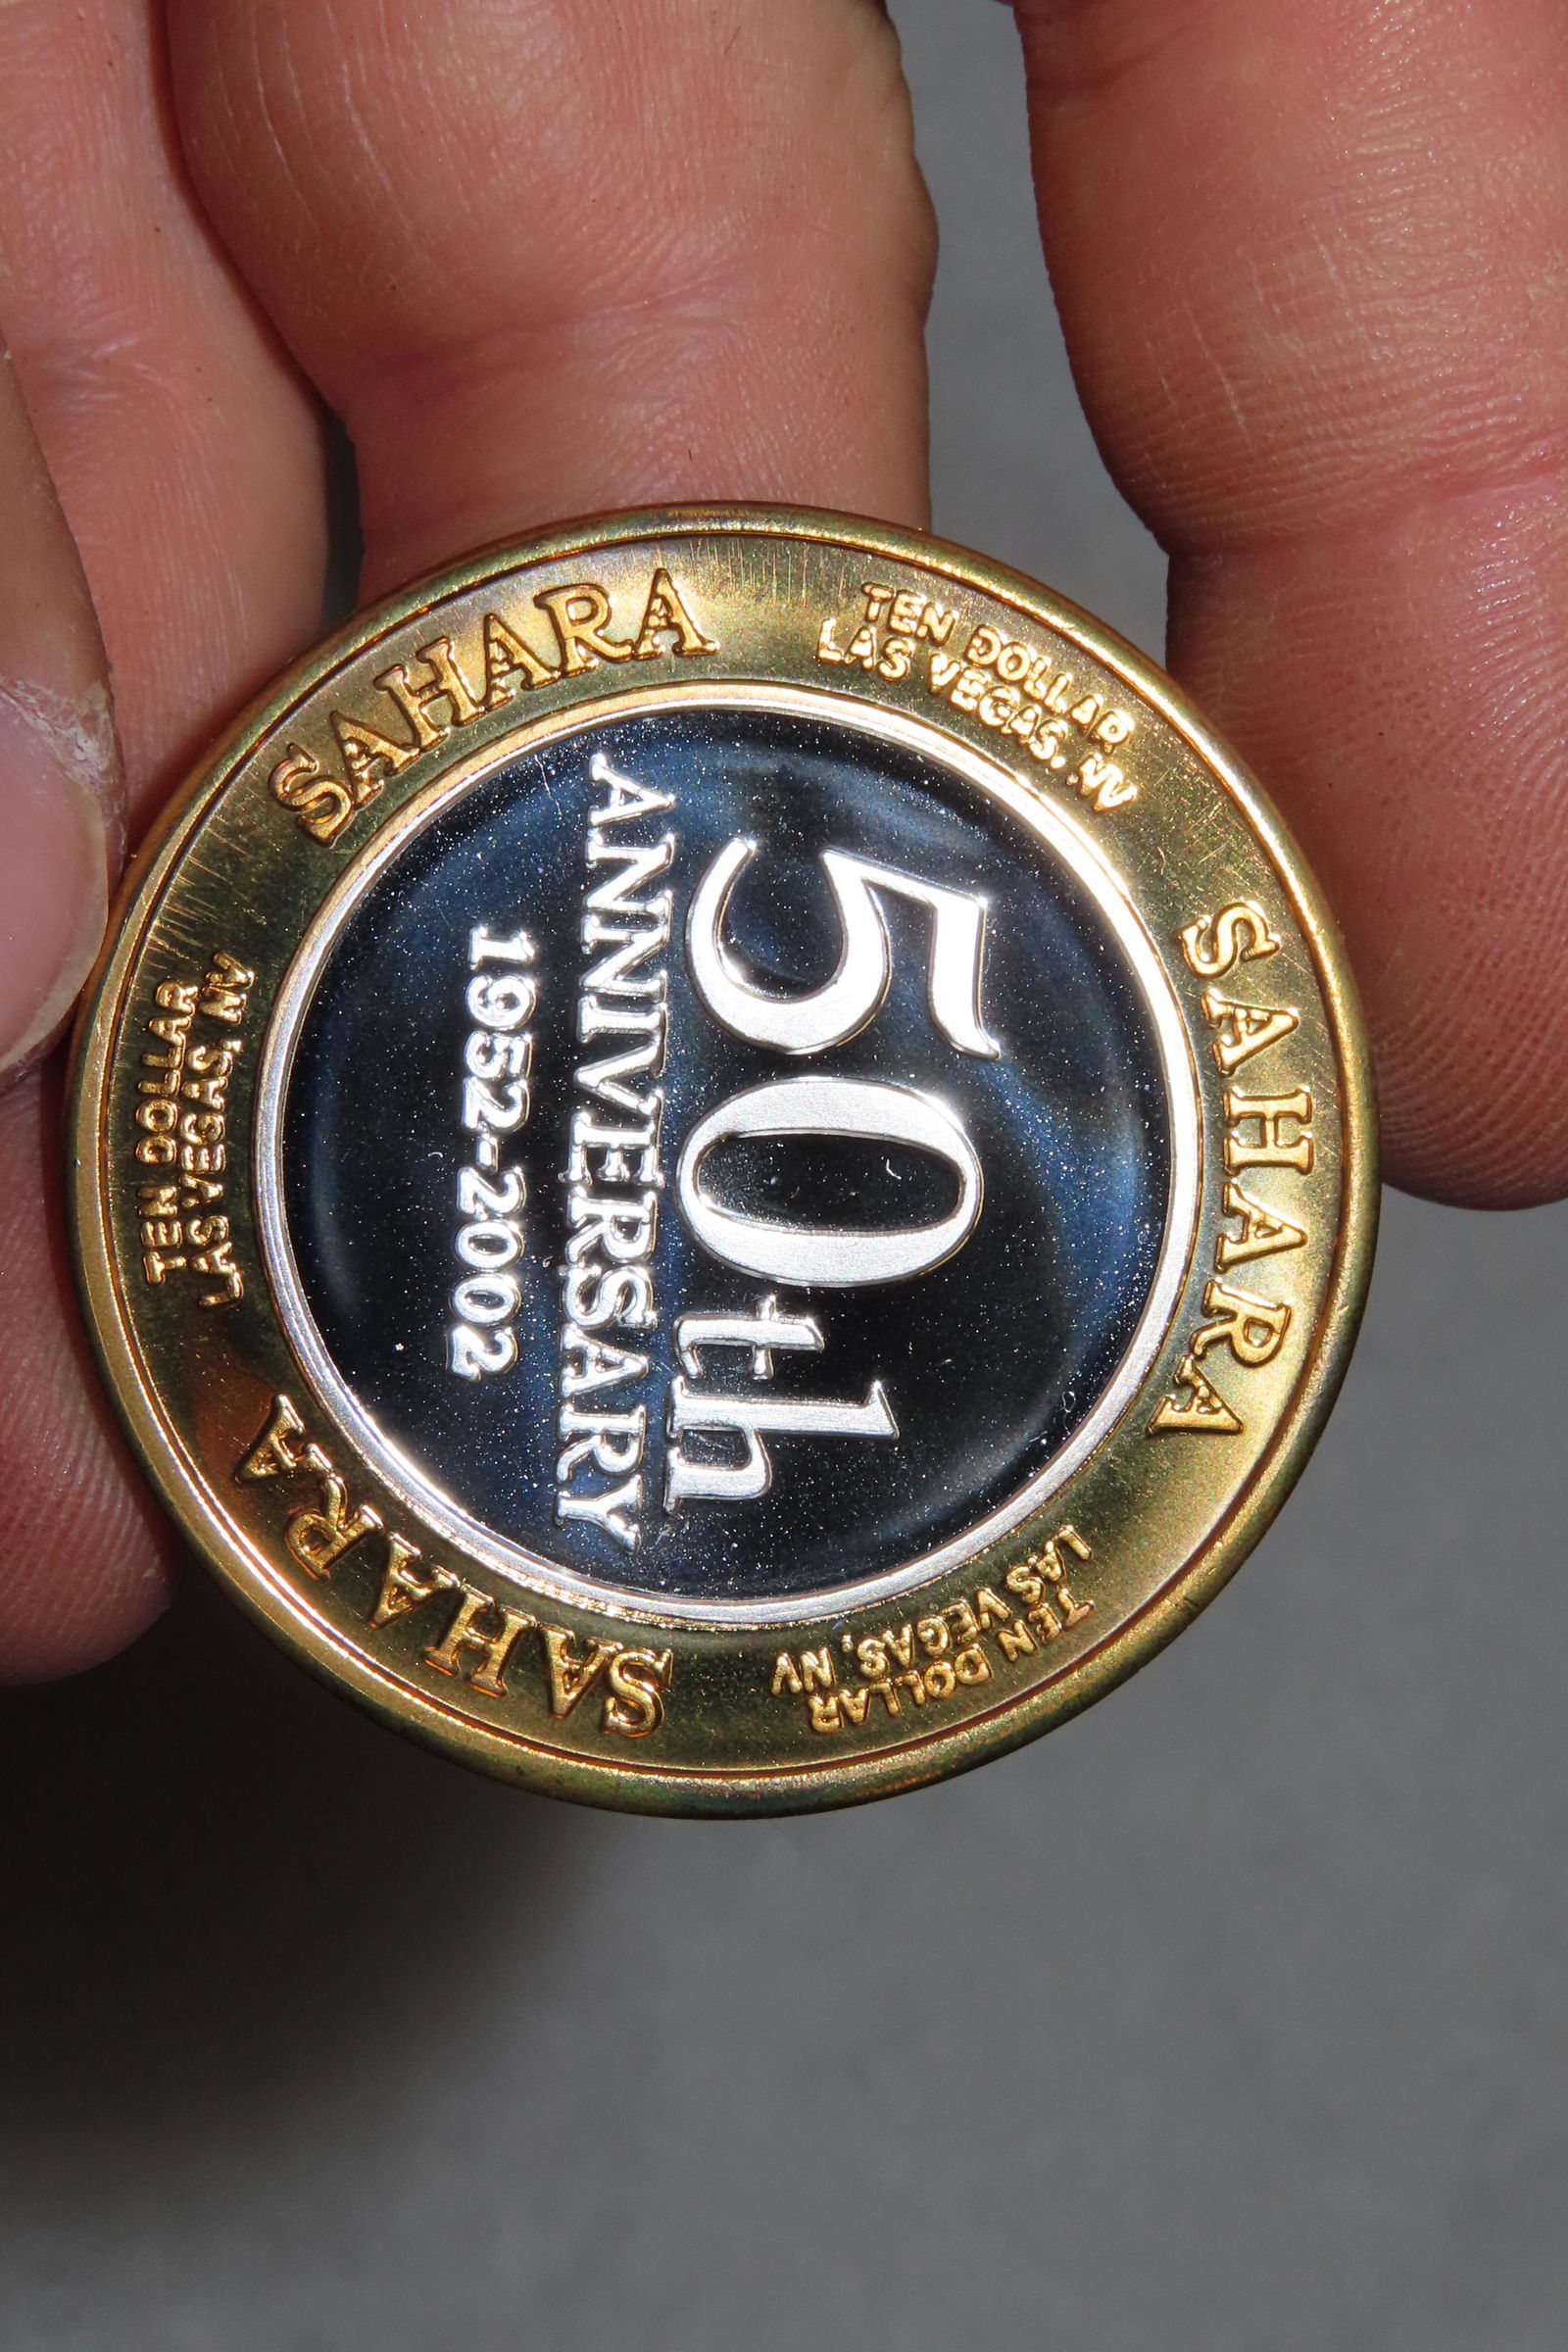 50th
ANNIVERSARY
1952-2002
SAHARA
TEN DOLLAR
LAS VEGAS, NV
SAHARA
TEN DOLLAR
LAS VEGAS, NV
SAHARA
TEN DOLLAR
LAS VEGAS, NV